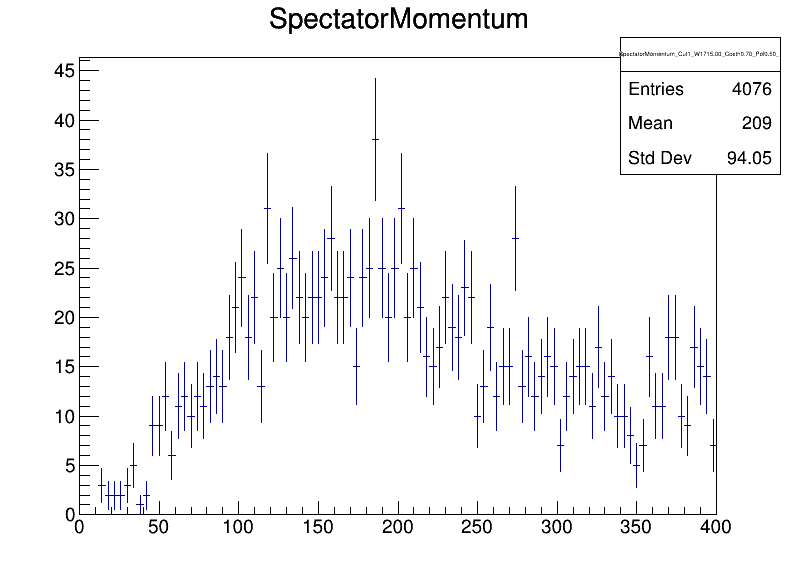 SpectatorMomentum
SpectatorMomentum_Cut1_W1715.00_Costh0.70_Pol0.50_
Entries 4076
Mean 209
Std Dev 94.05
45
40
35
30
25
20
15
10
5
0
0 50 100 150 200 250 300 350 400